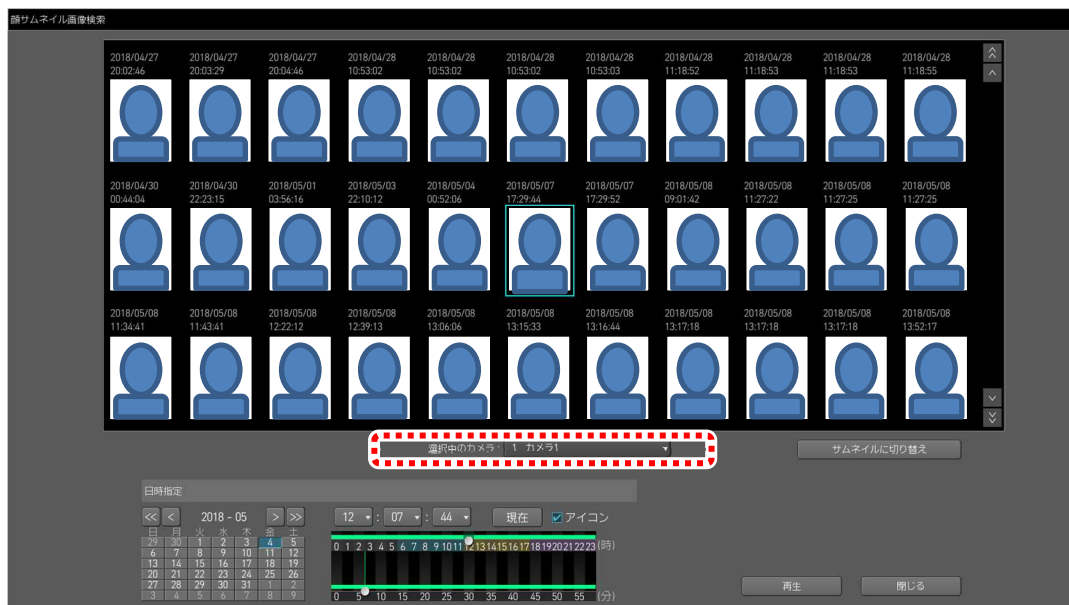 顔サムネイル画像検索
2018/04/27 2018/04/27 2018/04/27 2018/04/28 2018/04/28 2018/04/28 2018/04/28 2018/04/28 2018/04/28 2018/04/28 2018/04/28
20:02:46 20:03:29 20:04:46 10:53:02 10:53:02 10:53:02 10:53:03 11:18:52 11:18:53 11:18:53 11:18:55
2018/04/30 2018/04/30 2018/05/01 2018/05/03 2018/05/04 2018/05/07 2018/05/07 2018/05/08 2018/05/08 2018/05/08 2018/05/08
00:44:04 22:23:15 03:56:16 22:10:12 00:52:06 17:29:44 17:29:52 09:01:42 11:27:22 11:27:25 11:27:25
2018/05/08 2018/05/08 2018/05/08 2018/05/08 2018/05/08 2018/05/08 2018/05/08 2018/05/08 2018/05/08 2018/05/08 2018/05/08
11:34:41 11:43:41 12:22:12 12:39:13 13:06:06 13:15:33 13:16:44 13:17:18 13:17:18 13:17:18 13:52:17
選択中のカメラ: 1 カメラ1
サムネイルに切り替え
日時指定
<< < 2018 - 05 > >>
日 月 火 水 木 金 土
29 30 1 2 3 4 5
6 7 8 9 10 11 12
13 14 15 16 17 18 19
20 21 22 23 24 25 26
27 28 29 30 31 1 2
3 4 5 6 7 8 9
12 : 07 : 44 現在 アイコン
0 1 2 3 4 5 6 7 8 9 10 11 12 13 14 15 16 17 18 19 20 21 22 23 (時)
0 5 10 15 20 25 30 35 40 45 50 55 (分)
再生 閉じる